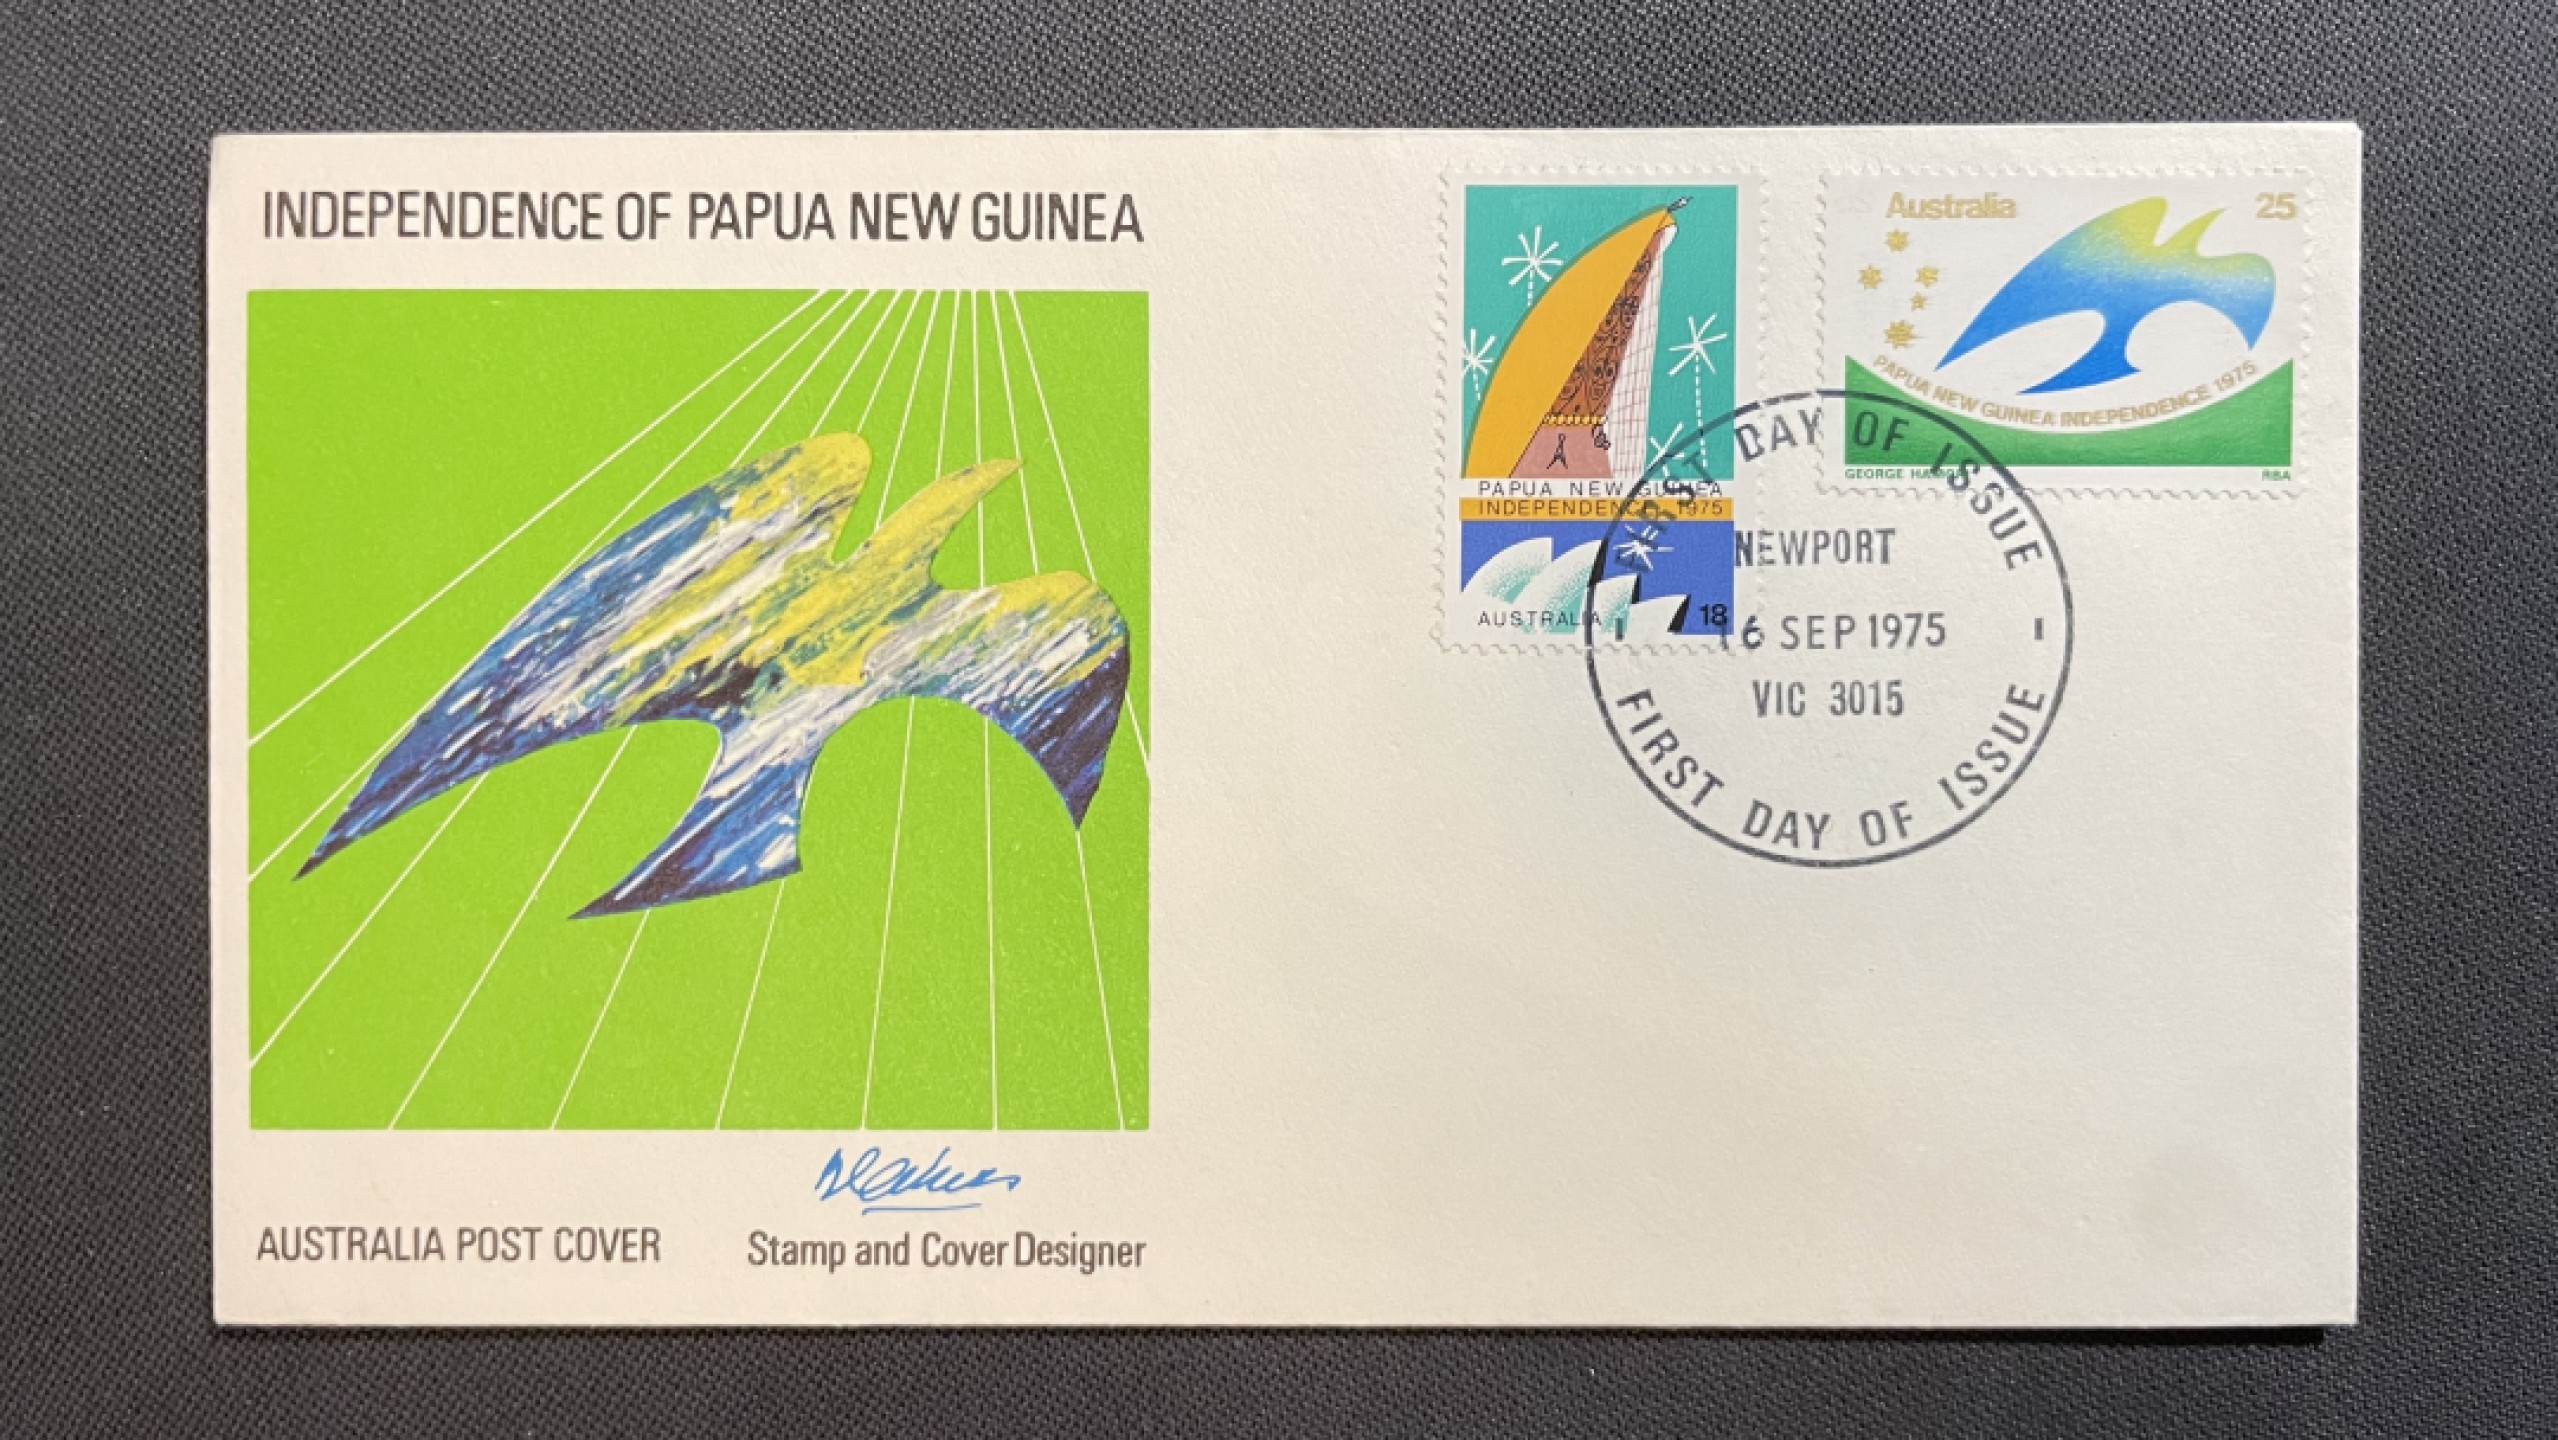 INDEPENDENCE OF PAPUA NEW GUINEA
PAPUA NEW GUINEA
INDEPENDENCE 1975
AUSTRALIA 18
Australia 25
PAPUA NEW GUINEA INDEPENDENCE 1975
GEORGE RBA
FIRST DAY OF ISSUE
NEWPORT
16 SEP 1975
VIC 3015
FIRST DAY OF ISSUE
AUSTRALIA POST COVER
Stamp and Cover Designer